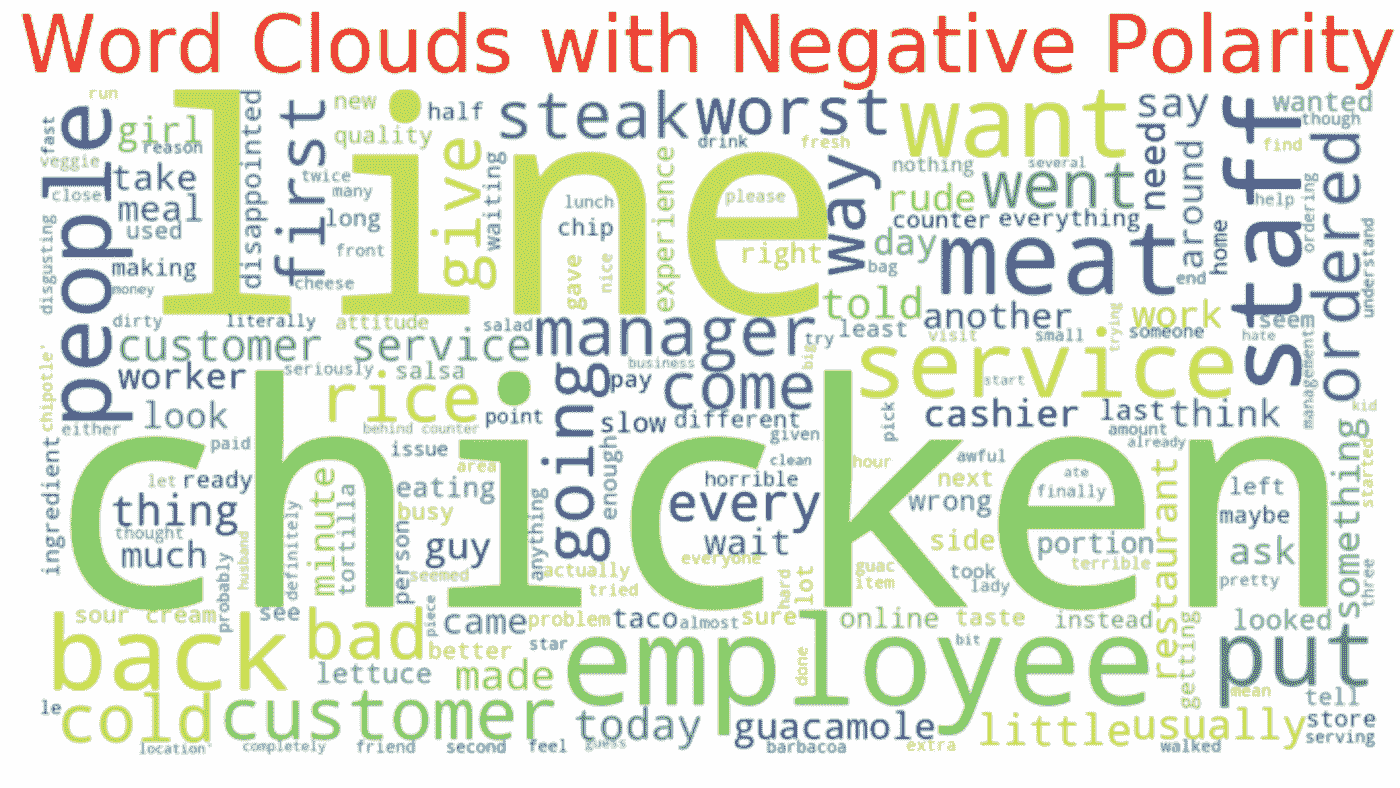 Word Clouds with Negative Polarity
run
people
fast
veggie
close
disgusting
girl
reason
take
meal
used
making
money
line
disappointed
first
new
quality
half
twice
many
long
front
cheese
give
waiting
steak
worst
lunch
chip
gave
nice
experience
drink
fresh
please
right
way
want
say
need
around
home
end
nothing
several
rude
went
counter
everything
day
meat
bag
told
staff
wanted
though
find
help
ordering
ordered
understand
dirty
literally
attitude
salad
customer service
manager
try
least
another
visit
small
trying
work
someone
seem
hate
management
chipotle'
worker
seriously
salsa
business
big
pay
come
service
start
rice
look
point
going
slow
different
pick
cashier
last
think
amount
already
kid
either
behind counter
given
paid
issue
enough
clean
hour
awful
ingredient
let
ready
area
horrible
next
ate
finally
restaurant
left
something
started
thing
thought
much
chicken
minute
tortilla
definitely
husband
probably
eating
busy
person
guy
seemed
anything
actually
tried
every
wait
everyone
hard
lot
guac
item
wrong
side
took
lady
portion
terrible
maybe
ask
pretty
three
sour cream
see
bad
piece
came
problem
taco
almost
sure
online
taste
instead
getting
looked
back
better
star
lettuce
made
employee
done
bit
put
mean
tell
le
cold
customer
today
guacamole
little
usually
store
serving
location'
completely
friend
second
feel
guess
barbacoa
extra
walked